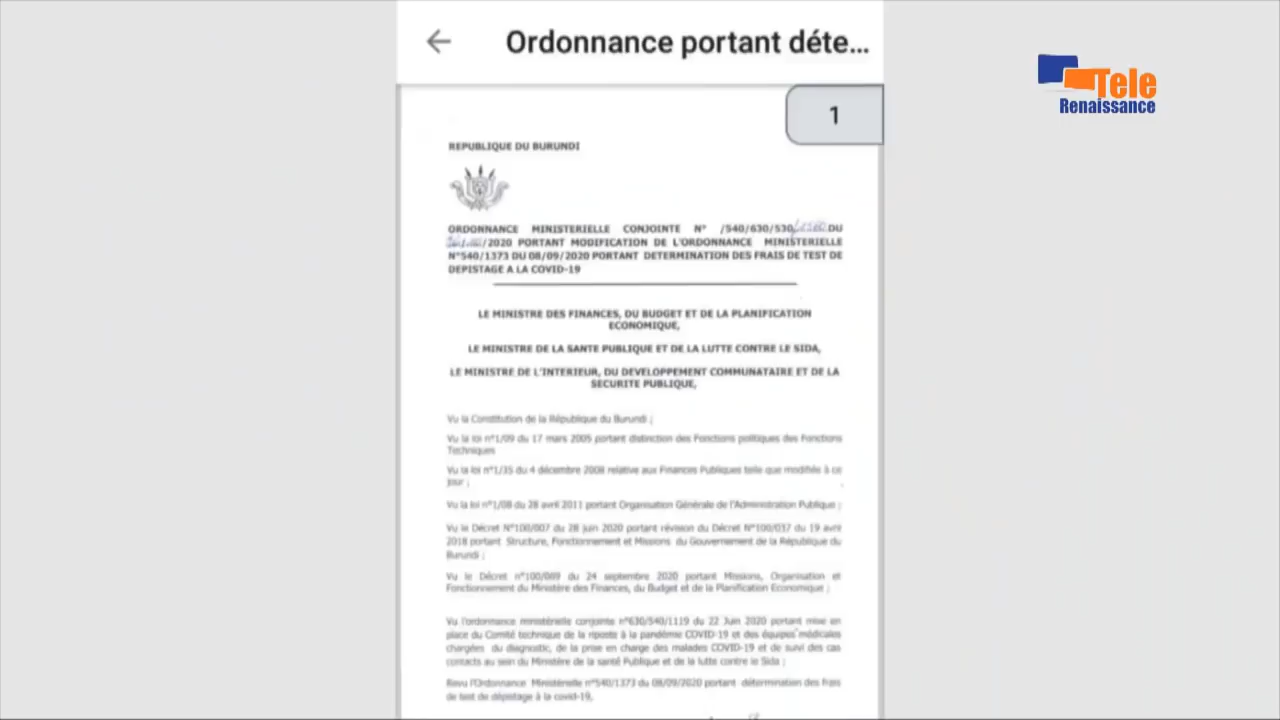 Ordonnance portant déte...
Tele
Renaissance
1
REPUBLIQUE DU BURUNDI
ORDONNANCE MINISTERIELLE CONJOINTE N° /540/630/530/ DU
/2020 PORTANT MODIFICATION DE L'ORDONNANCE MINISTERIELLE
N°540/1373 DU 08/09/2020 PORTANT DETERMINATION DES FRAIS DE TEST DE
DEPISTAGE A LA COVID-19
LE MINISTRE DES FINANCES, DU BUDGET ET DE LA PLANIFICATION
ECONOMIQUE,
LE MINISTRE DE LA SANTE PUBLIQUE ET DE LA LUTTE CONTRE LE SIDA,
LE MINISTRE DE L'INTERIEUR, DU DEVELOPPEMENT COMMUNATAIRE ET DE LA
SECURITE PUBLIQUE,
Vu la Constitution de la République du Burundi ;
Vu la loi n°1/09 du 17 mars 2005 portant distinction des Fonctions politiques des Fonctions
Techniques
Vu la loi n°1/35 du 4 décembre 2008 relative aux Finances Publiques telle que modifiée à ce
jour ;
Vu la loi n°1/08 du 28 avril 2011 portant Organisation Générale de l'Administration Publique ;
Vu le Décret N°100/007 du 28 juin 2020 portant révision du Décret N°100/037 du 19 avril
2018 portant Structure, Fonctionnement et Missions du Gouvernement de la République du
Burundi ;
Vu le Décret n°100/089 du 24 septembre 2020 portant Missions, Organisation et
Fonctionnement du Ministère des Finances, du Budget et de la Planification Economique ;
Vu l'ordonnance ministérielle conjointe n°630/540/1119 du 22 Juin 2020 portant mise en
place du Comité technique de la riposte à la pandémie COVID-19 et des équipes médicales
chargées du diagnostic, de la prise en charge des malades COVID-19 et de suivi des cas
contacts au sein du Ministère de la santé Publique et de la lutte contre le Sida ;
Revu l'Ordonnance Ministérielle n°540/1373 du 08/09/2020 portant détermination des frais
de test de dépistage à la covid-19,